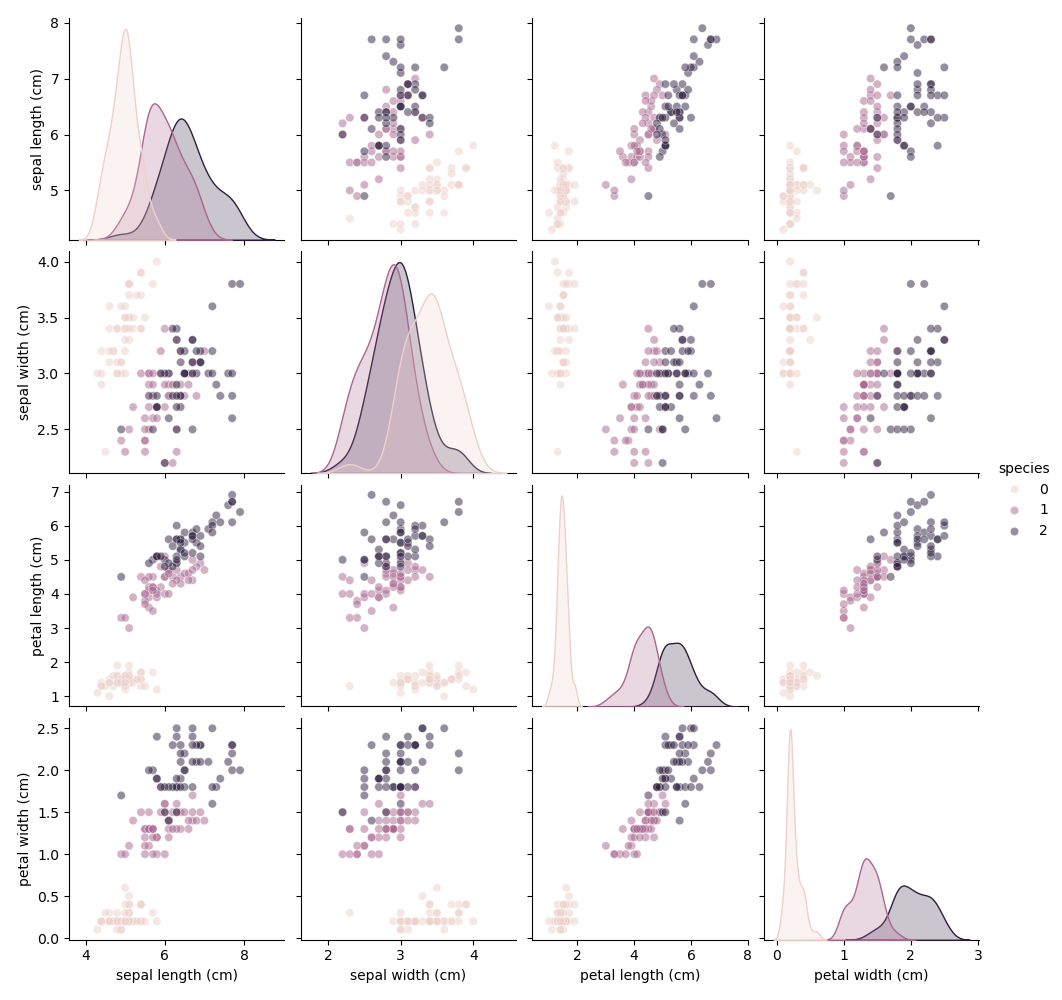 8
7
6
5
sepal length (cm)
4.0
3.5
3.0
2.5
sepal width (cm)
species
0
1
2
7
6
5
4
3
2
1
petal length (cm)
2.5
2.0
1.5
1.0
0.5
0.0
petal width (cm)
4 6 8
sepal length (cm)
2 3 4
sepal width (cm)
2 4 6 8
petal length (cm)
0 1 2 3
petal width (cm)